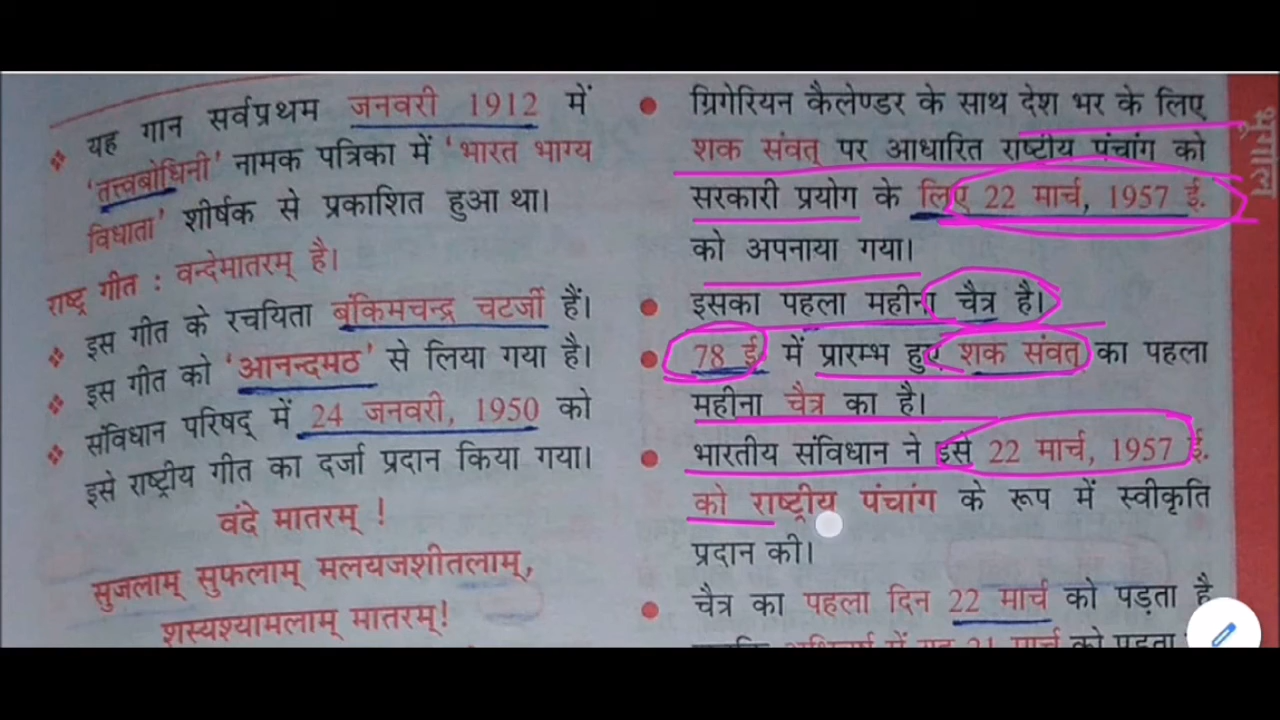 यह गान सर्वप्रथम जनवरी 1912 में
'तत्त्वबोधिनी' नामक पत्रिका में 'भारत भाग्य
विधाता' शीर्षक से प्रकाशित हुआ था।
राष्ट्र गीत : वन्देमातरम् है।
इस गीत के रचयिता बंकिमचन्द्र चटर्जी हैं।
इस गीत को 'आनन्दमठ' से लिया गया है।
संविधान परिषद् में 24 जनवरी, 1950 को
इसे राष्ट्रीय गीत का दर्जा प्रदान किया गया।
वंदे मातरम् !
सुजलाम् सुफलाम् मलयजशीतलाम्,
शस्यश्यामलाम् मातरम्!
ग्रिगेरियन कैलेण्डर के साथ देश भर के लिए
शक संवत् पर आधारित राष्टीय पंचांग को
सरकारी प्रयोग के लिए 22 मार्च, 1957 ई.
को अपनाया गया।
इसका पहला महीना चैत्र है।
78 ई. में प्रारम्भ हुए शक संवत् का पहला
महीना चैत्र का है।
भारतीय संविधान ने इसे 22 मार्च, 1957 ई.
को राष्ट्रीय पंचांग के रूप में स्वीकृति
प्रदान की।
चैत्र का पहला दिन 22 मार्च को पड़ता है
में यह 21 मार्च को पड़ता
भूगोल